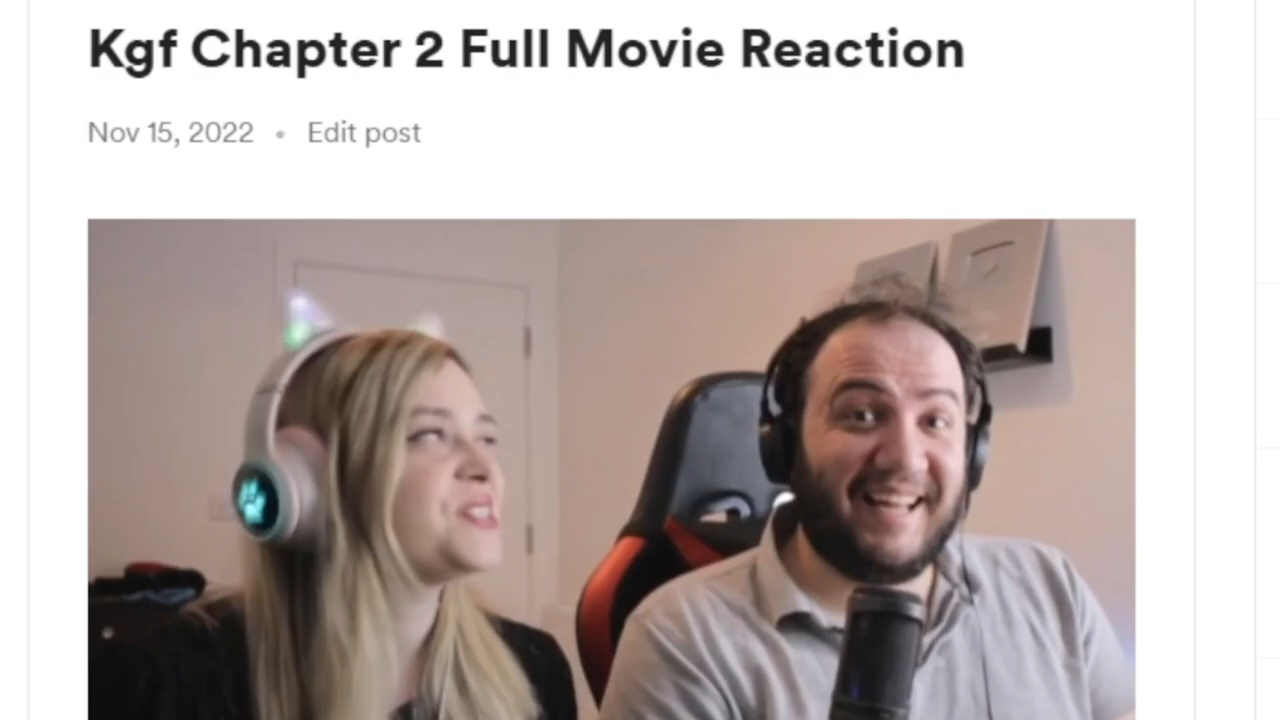 Kgf Chapter 2 Full Movie Reaction
Nov 15, 2022 • Edit post